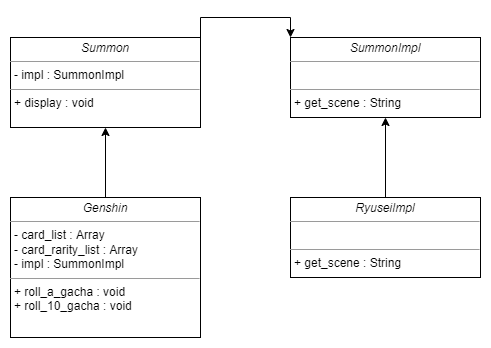 Summon
- impl : SummonImpl
+ display : void
SummonImpl
+ get_scene : String
Genshin
- card_list : Array
- card_rarity_list : Array
- impl : SummonImpl
+ roll_a_gacha : void
+ roll_10_gacha : void
RyuseiImpl
+ get_scene : String